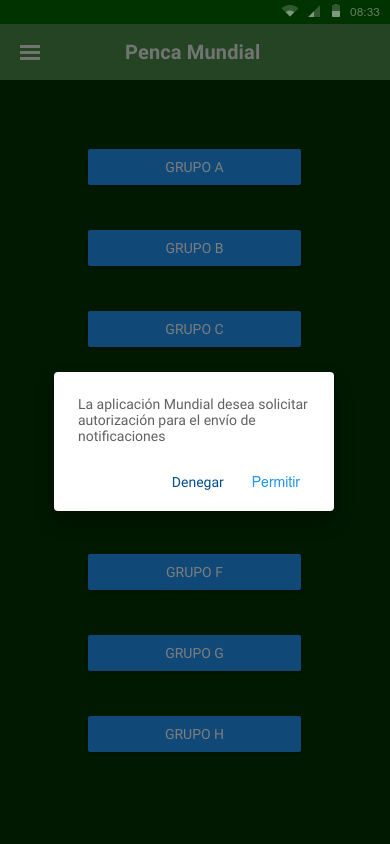 08:33
Penca Mundial
GRUPO A
GRUPO B
GRUPO C
La aplicación Mundial desea solicitar
autorización para el envío de
notificaciones
Denegar Permitir
GRUPO F
GRUPO G
GRUPO H